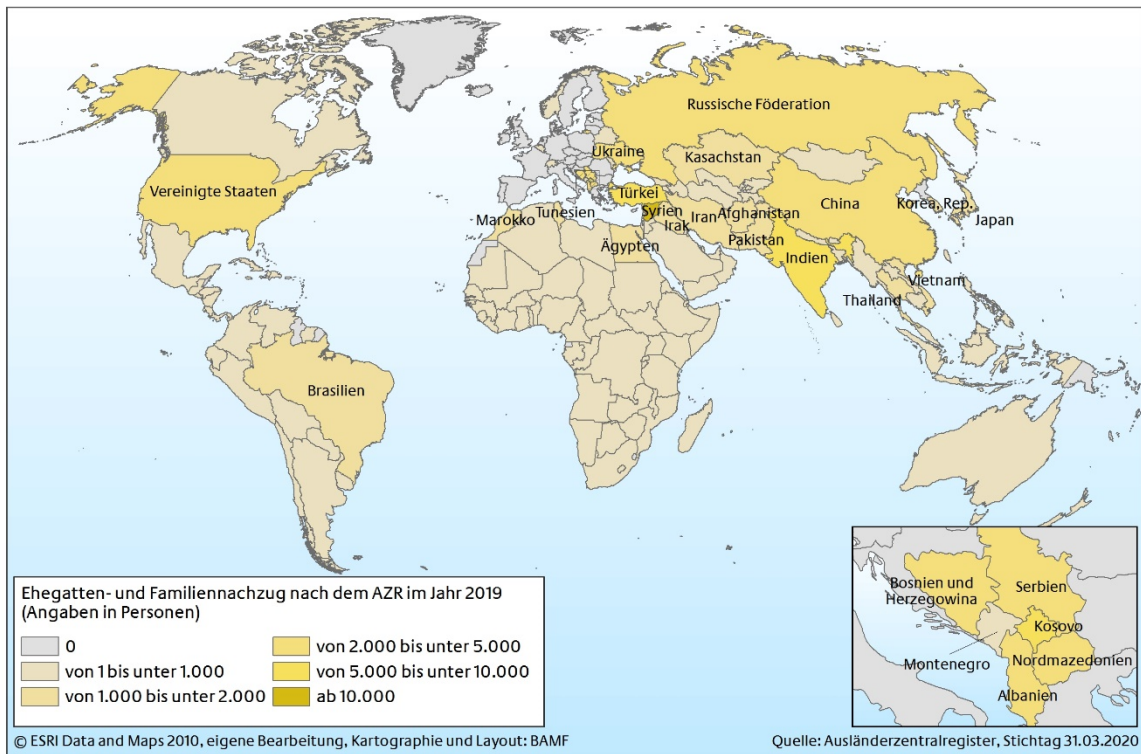 Russische Föderation
Ukraine
Kasachstan
Vereinigte Staaten
Türkei
China
Korea, Rep.
Japan
Marokko
Tunesien
Syrien
Iran
Afghanistan
Irak
Ägypten
Pakistan
Indien
Vietnam
Thailand
Brasilien
Ehegatten- und Familiennachzug nach dem AZR im Jahr 2019
(Angaben in Personen)
0
von 1 bis unter 1.000
von 1.000 bis unter 2.000
von 2.000 bis unter 5.000
von 5.000 bis unter 10.000
ab 10.000
Bosnien und
Herzegowina
Serbien
Kosovo
Montenegro
Nordmazedonien
Albanien
© ESRI Data and Maps 2010, eigene Bearbeitung, Kartographie und Layout: BAMF
Quelle: Ausländerzentralregister, Stichtag 31.03.2020